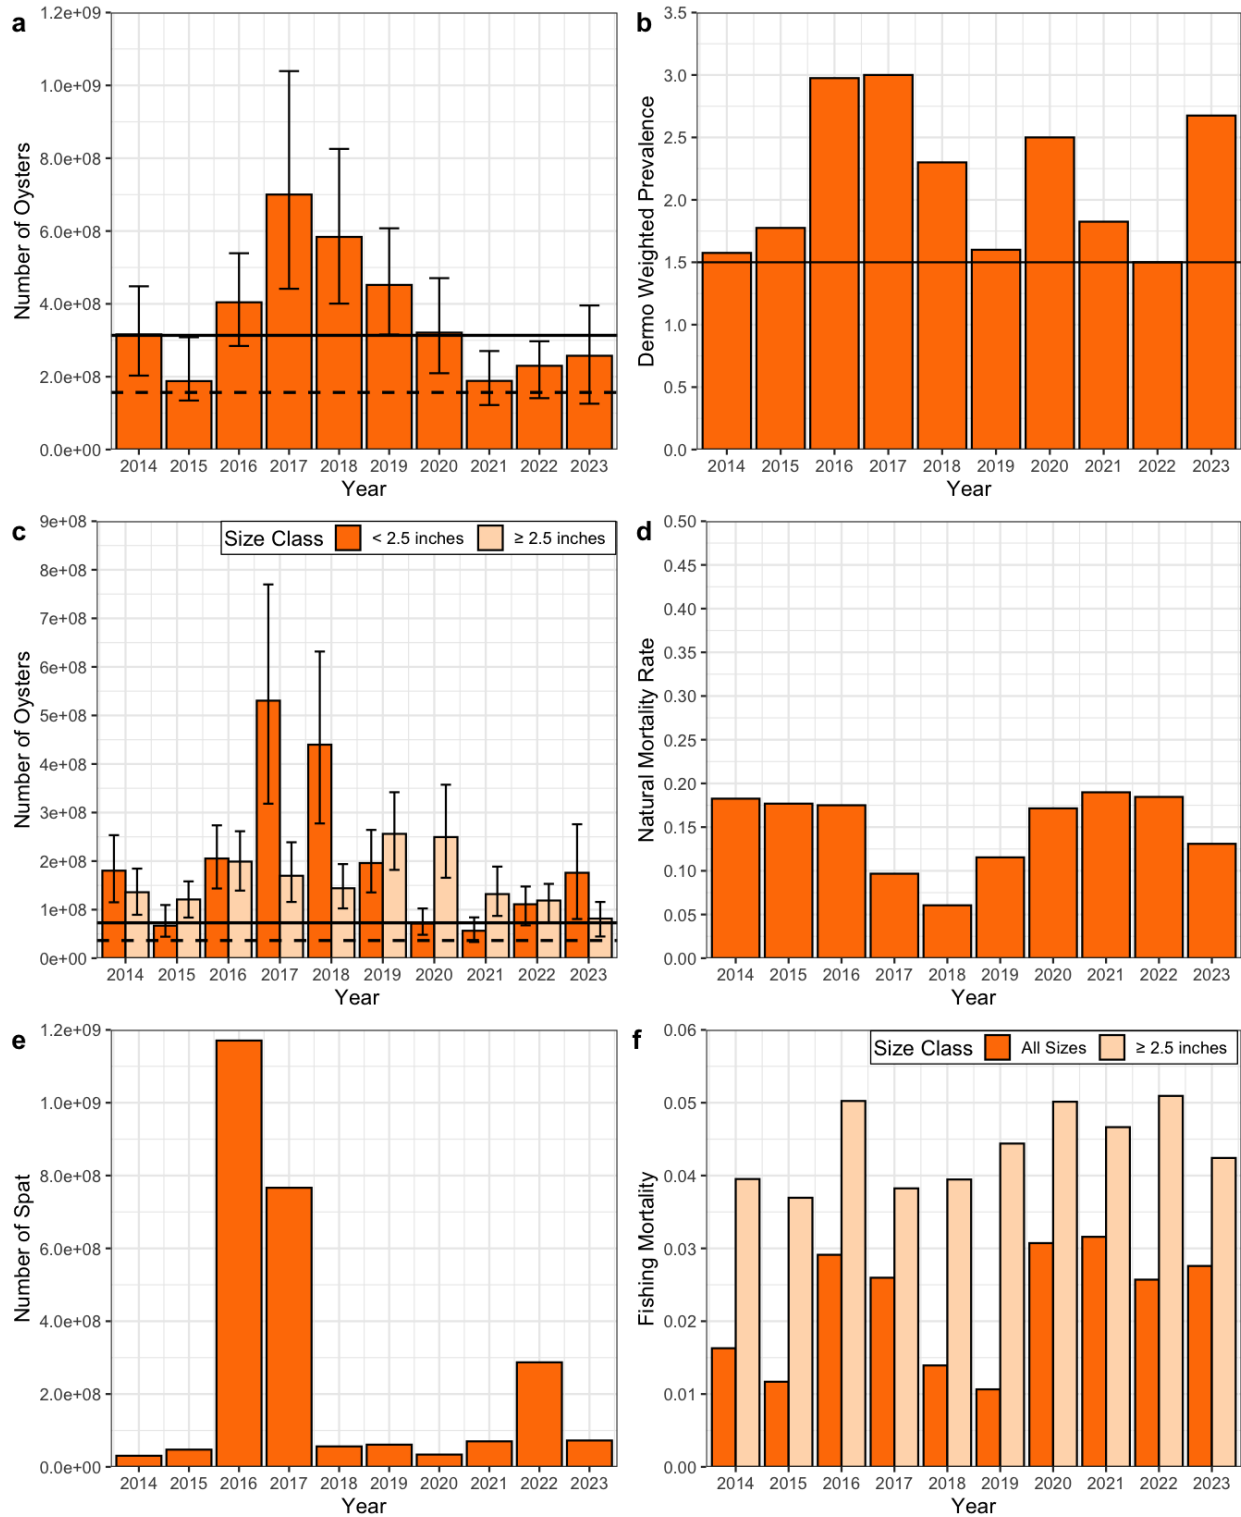 a
Number of Oysters
1.2e+09
1.0e+09
8.0e+08
6.0e+08
4.0e+08
2.0e+08
0.0e+00
2014 2015 2016 2017 2018 2019 2020 2021 2022 2023
Year
b
Dermo Weighted Prevalence
3.5
3.0
2.5
2.0
1.5
1.0
0.5
0.0
2014 2015 2016 2017 2018 2019 2020 2021 2022 2023
Year
c
Size Class < 2.5 inches ≥ 2.5 inches
Number of Oysters
9e+08
8e+08
7e+08
6e+08
5e+08
4e+08
3e+08
2e+08
1e+08
0e+00
2014 2015 2016 2017 2018 2019 2020 2021 2022 2023
Year
d
Natural Mortality Rate
0.50
0.45
0.40
0.35
0.30
0.25
0.20
0.15
0.10
0.05
0.00
2014 2015 2016 2017 2018 2019 2020 2021 2022 2023
Year
e
Number of Spat
1.2e+09
1.0e+09
8.0e+08
6.0e+08
4.0e+08
2.0e+08
0.0e+00
2014 2015 2016 2017 2018 2019 2020 2021 2022 2023
Year
f
Size Class All Sizes ≥ 2.5 inches
Fishing Mortality
0.06
0.05
0.04
0.03
0.02
0.01
0.00
2014 2015 2016 2017 2018 2019 2020 2021 2022 2023
Year